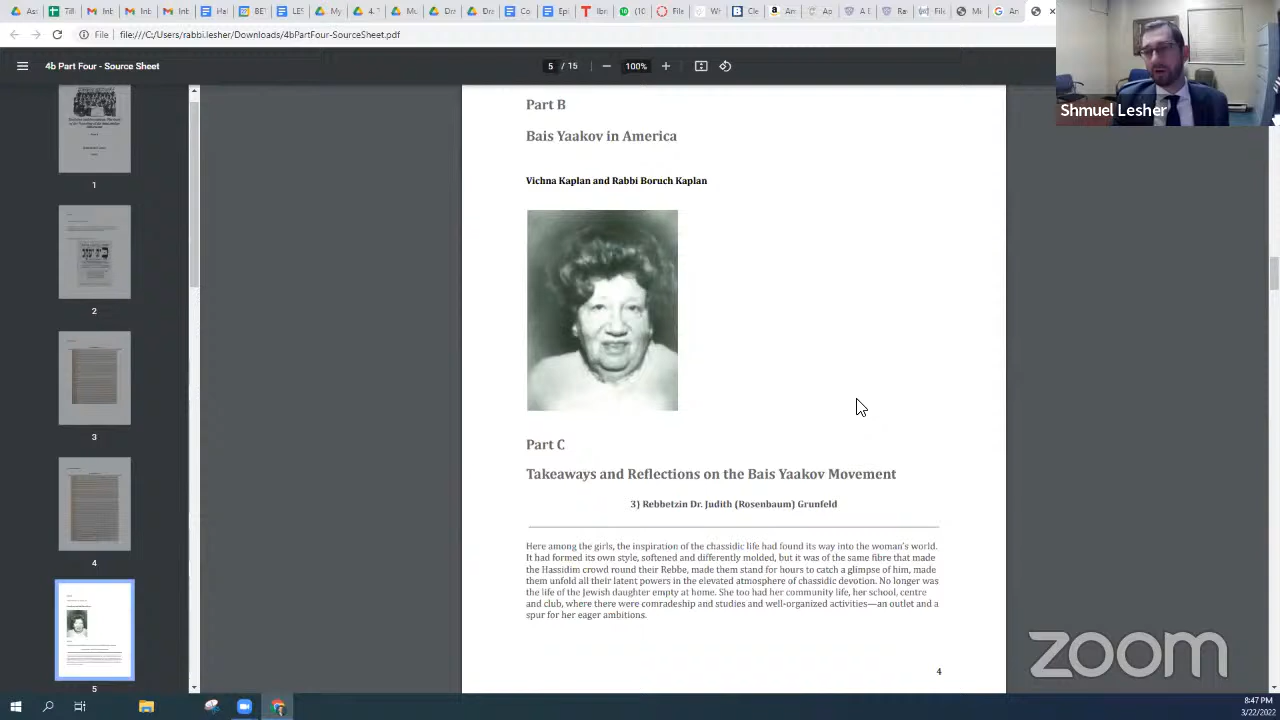 File
file:///C:/Users/rabbi.lesher/Downloads/4bPartFour-SourceSheet.pdf
4b Part Four - Source Sheet
5 / 15
100%
Shmuel Lesher
1
2
3
4
5
Part B
Bais Yaakov in America
Vichna Kaplan and Rabbi Boruch Kaplan
Part C
Takeaways and Reflections on the Bais Yaakov Movement
3) Rebbetzin Dr. Judith (Rosenbaum) Grunfeld
Here among the girls, the inspiration of the chassidic life had found its way into the woman's world.
It had formed its own style, softened and differently molded, but it was of the same fibre that made
the Hassidim crowd round their Rebbe, made them stand for hours to catch a glimpse of him, made
them unfold all their latent powers in the elevated atmosphere of chassidic devotion. No longer was
the life of the Jewish daughter empty at home. She too had her community life, her school, centre
and club, where there were comradeship and studies and well-organized activities—an outlet and a
spur for her eager ambitions.
4
zoom
8:47 PM
3/22/2022